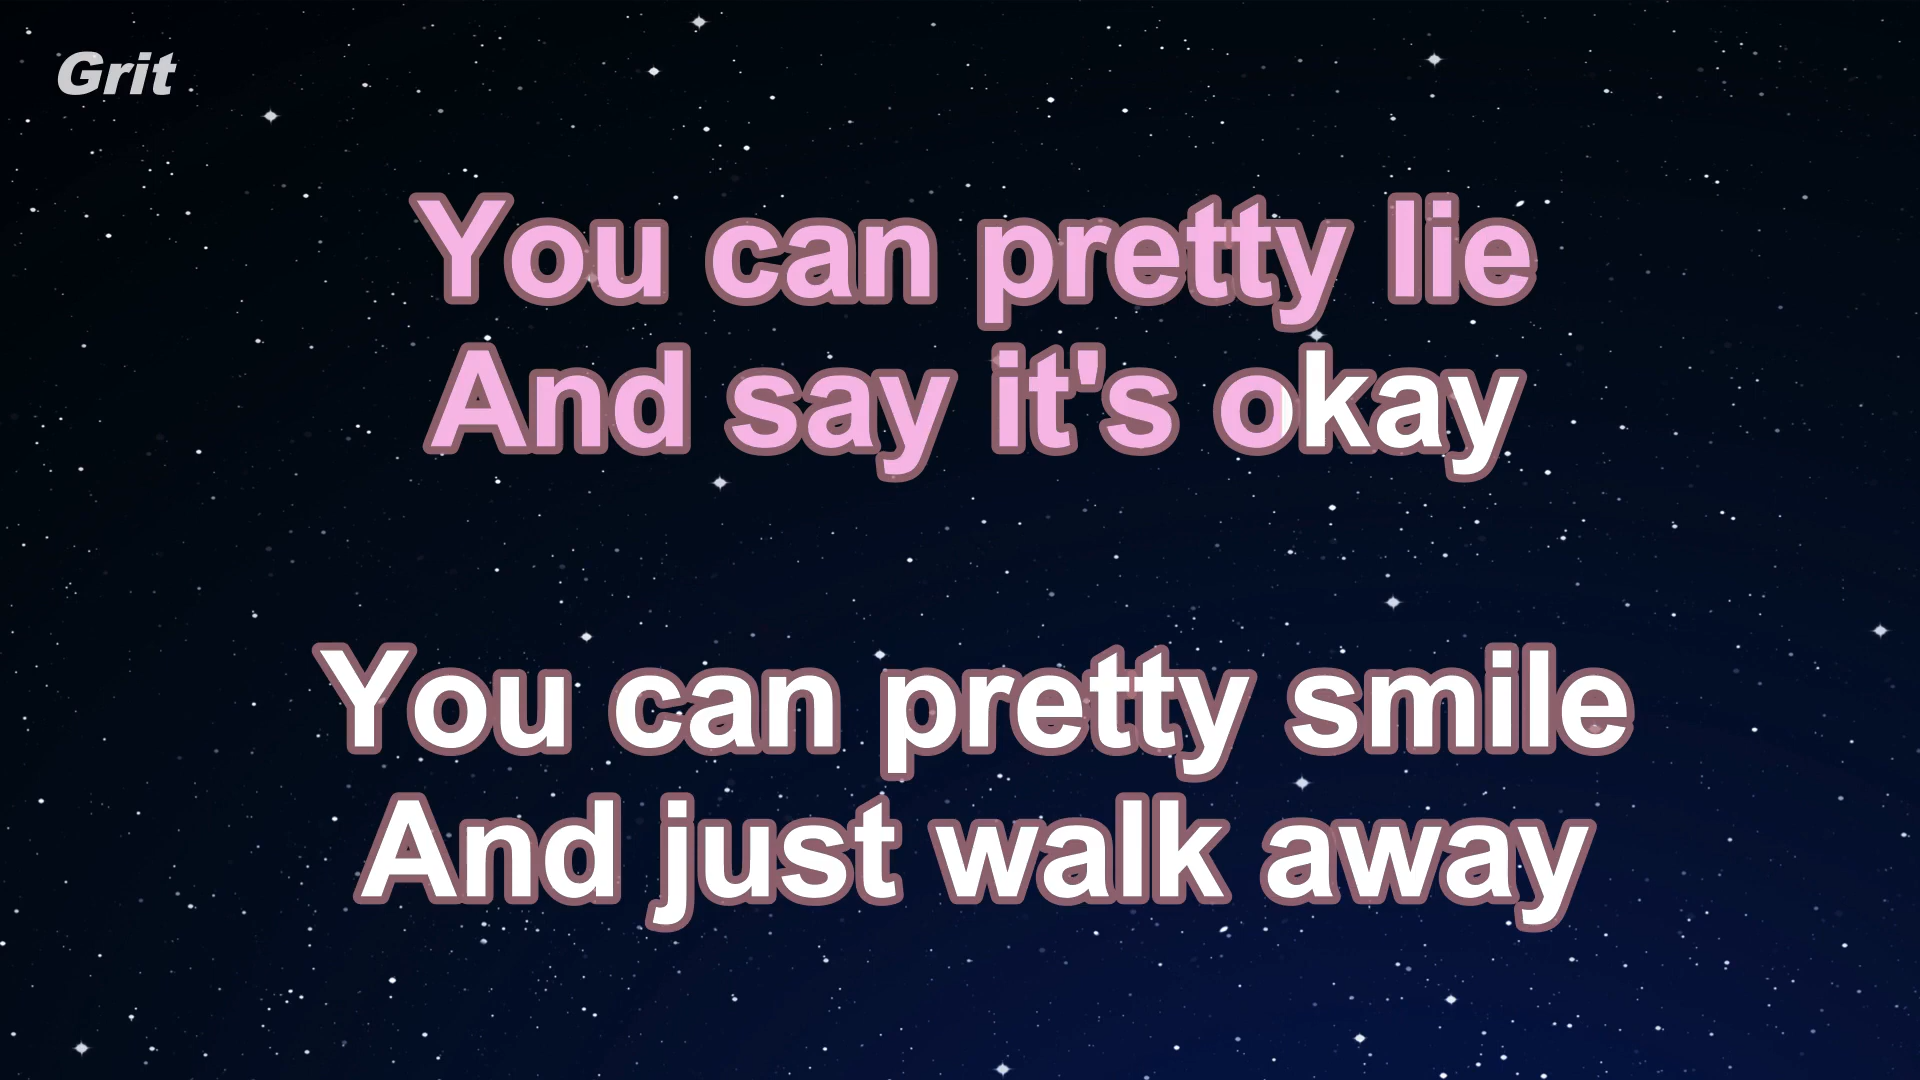 Grit
You can pretty lie
And say it's okay
You can pretty smile
And just walk away